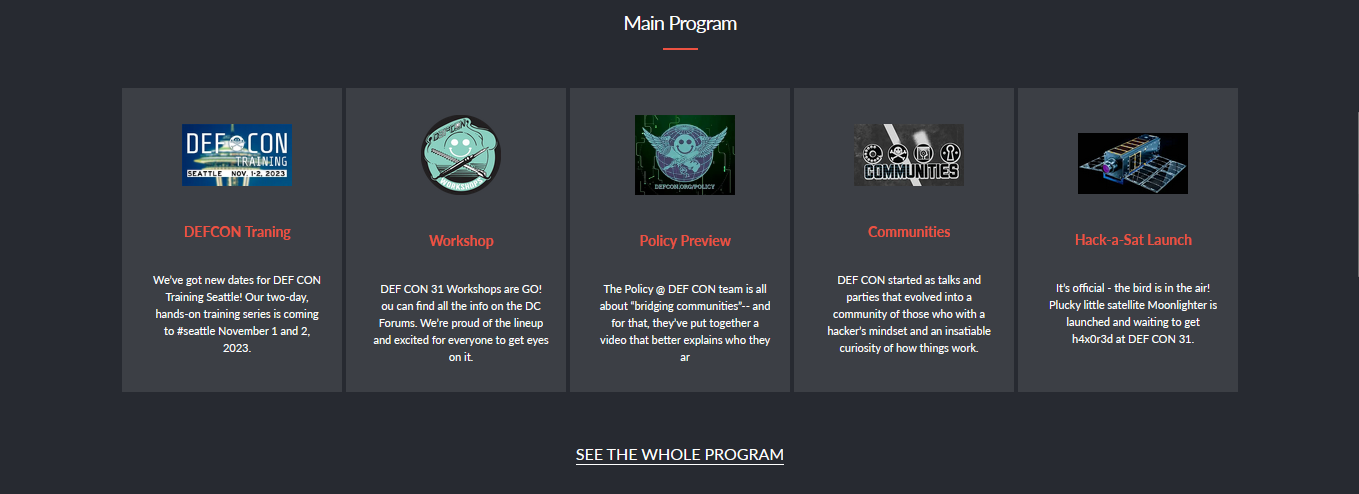 Main Program
DEF CON
TRAINING
SEATTLE NOV. 1-2, 2023
DEFCON Traning
We've got new dates for DEF CON
Training Seattle! Our two-day,
hands-on training series is coming
to #seattle November 1 and 2,
2023.
DEFCON
WORKSHOPS
Workshop
DEF CON 31 Workshops are GO!
ou can find all the info on the DC
Forums. We're proud of the lineup
and excited for everyone to get eyes
on it.
DEFCON.ORG/POLICY
Policy Preview
The Policy @ DEF CON team is all
about “bridging communities”-- and
for that, they've put together a
video that better explains who they
ar
COMMUNITIES
Communities
DEF CON started as talks and
parties that evolved into a
community of those who with a
hacker's mindset and an insatiable
curiosity of how things work.
Hack-a-Sat Launch
It's official - the bird is in the air!
Plucky little satellite Moonlighter is
launched and waiting to get
h4x0r3d at DEF CON 31.
SEE THE WHOLE PROGRAM